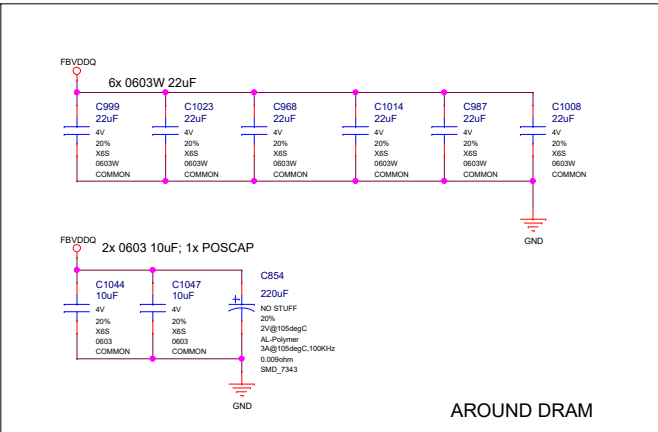 FBVDDQ
6x 0603W 22uF
C999
22uF
4V
20%
X6S
0603W
COMMON
C1023
22uF
4V
20%
X6S
0603W
COMMON
C968
22uF
4V
20%
X6S
0603W
COMMON
C1014
22uF
4V
20%
X6S
0603W
COMMON
C987
22uF
4V
20%
X6S
0603W
COMMON
C1008
22uF
4V
20%
X6S
0603W
COMMON
GND
FBVDDQ
2x 0603 10uF; 1x POSCAP
C1044
10uF
4V
20%
X6S
0603
COMMON
C1047
10uF
4V
20%
X6S
0603
COMMON
C854
220uF
NO STUFF
20%
2V@105degC
AL-Polymer
3A@105degC,100KHz
0.009ohm
SMD_7343
GND
AROUND DRAM